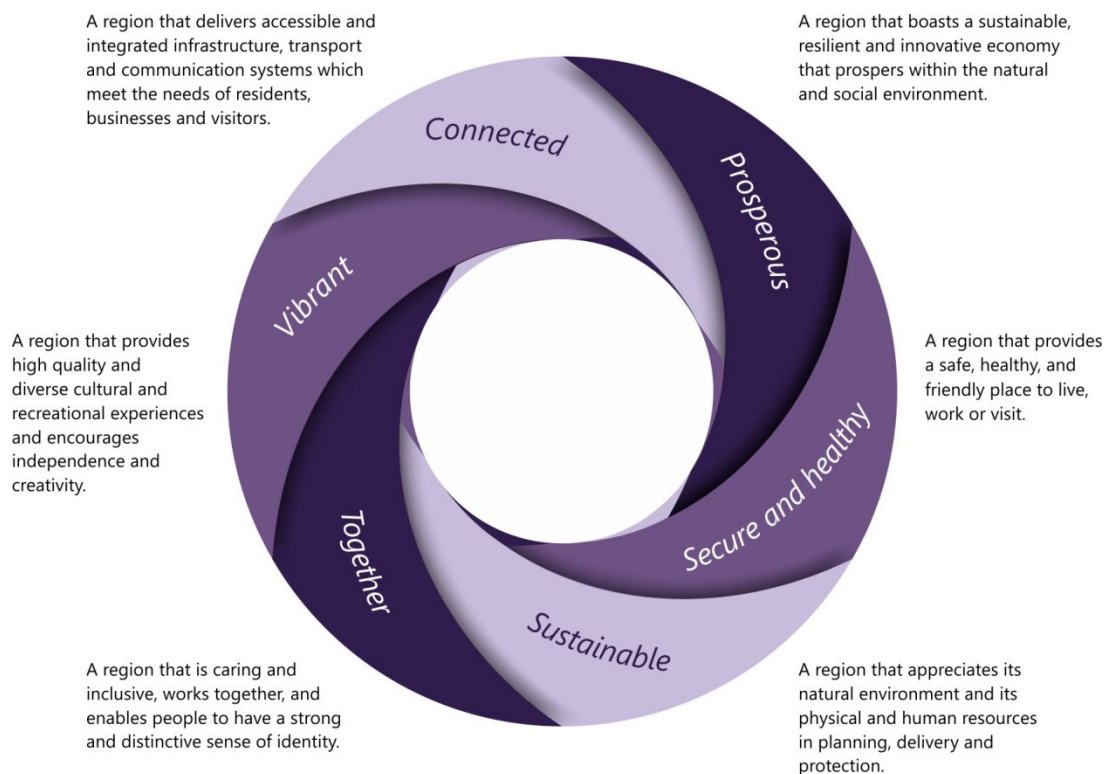 A region that delivers accessible and
integrated infrastructure, transport
and communication systems which
meet the needs of residents,
businesses and visitors.
A region that boasts a sustainable,
resilient and innovative economy
that prospers within the natural
and social environment.
Connected
Prosperous
Vibrant
A region that provides
high quality and
diverse cultural and
recreational experiences
and encourages
independence and
creativity.
A region that provides
a safe, healthy, and
friendly place to live,
work or visit.
Secure and healthy
Together
Sustainable
A region that is caring and
inclusive, works together, and
enables people to have a strong
and distinctive sense of identity.
A region that appreciates its
natural environment and its
physical and human resources
in planning, delivery and
protection.